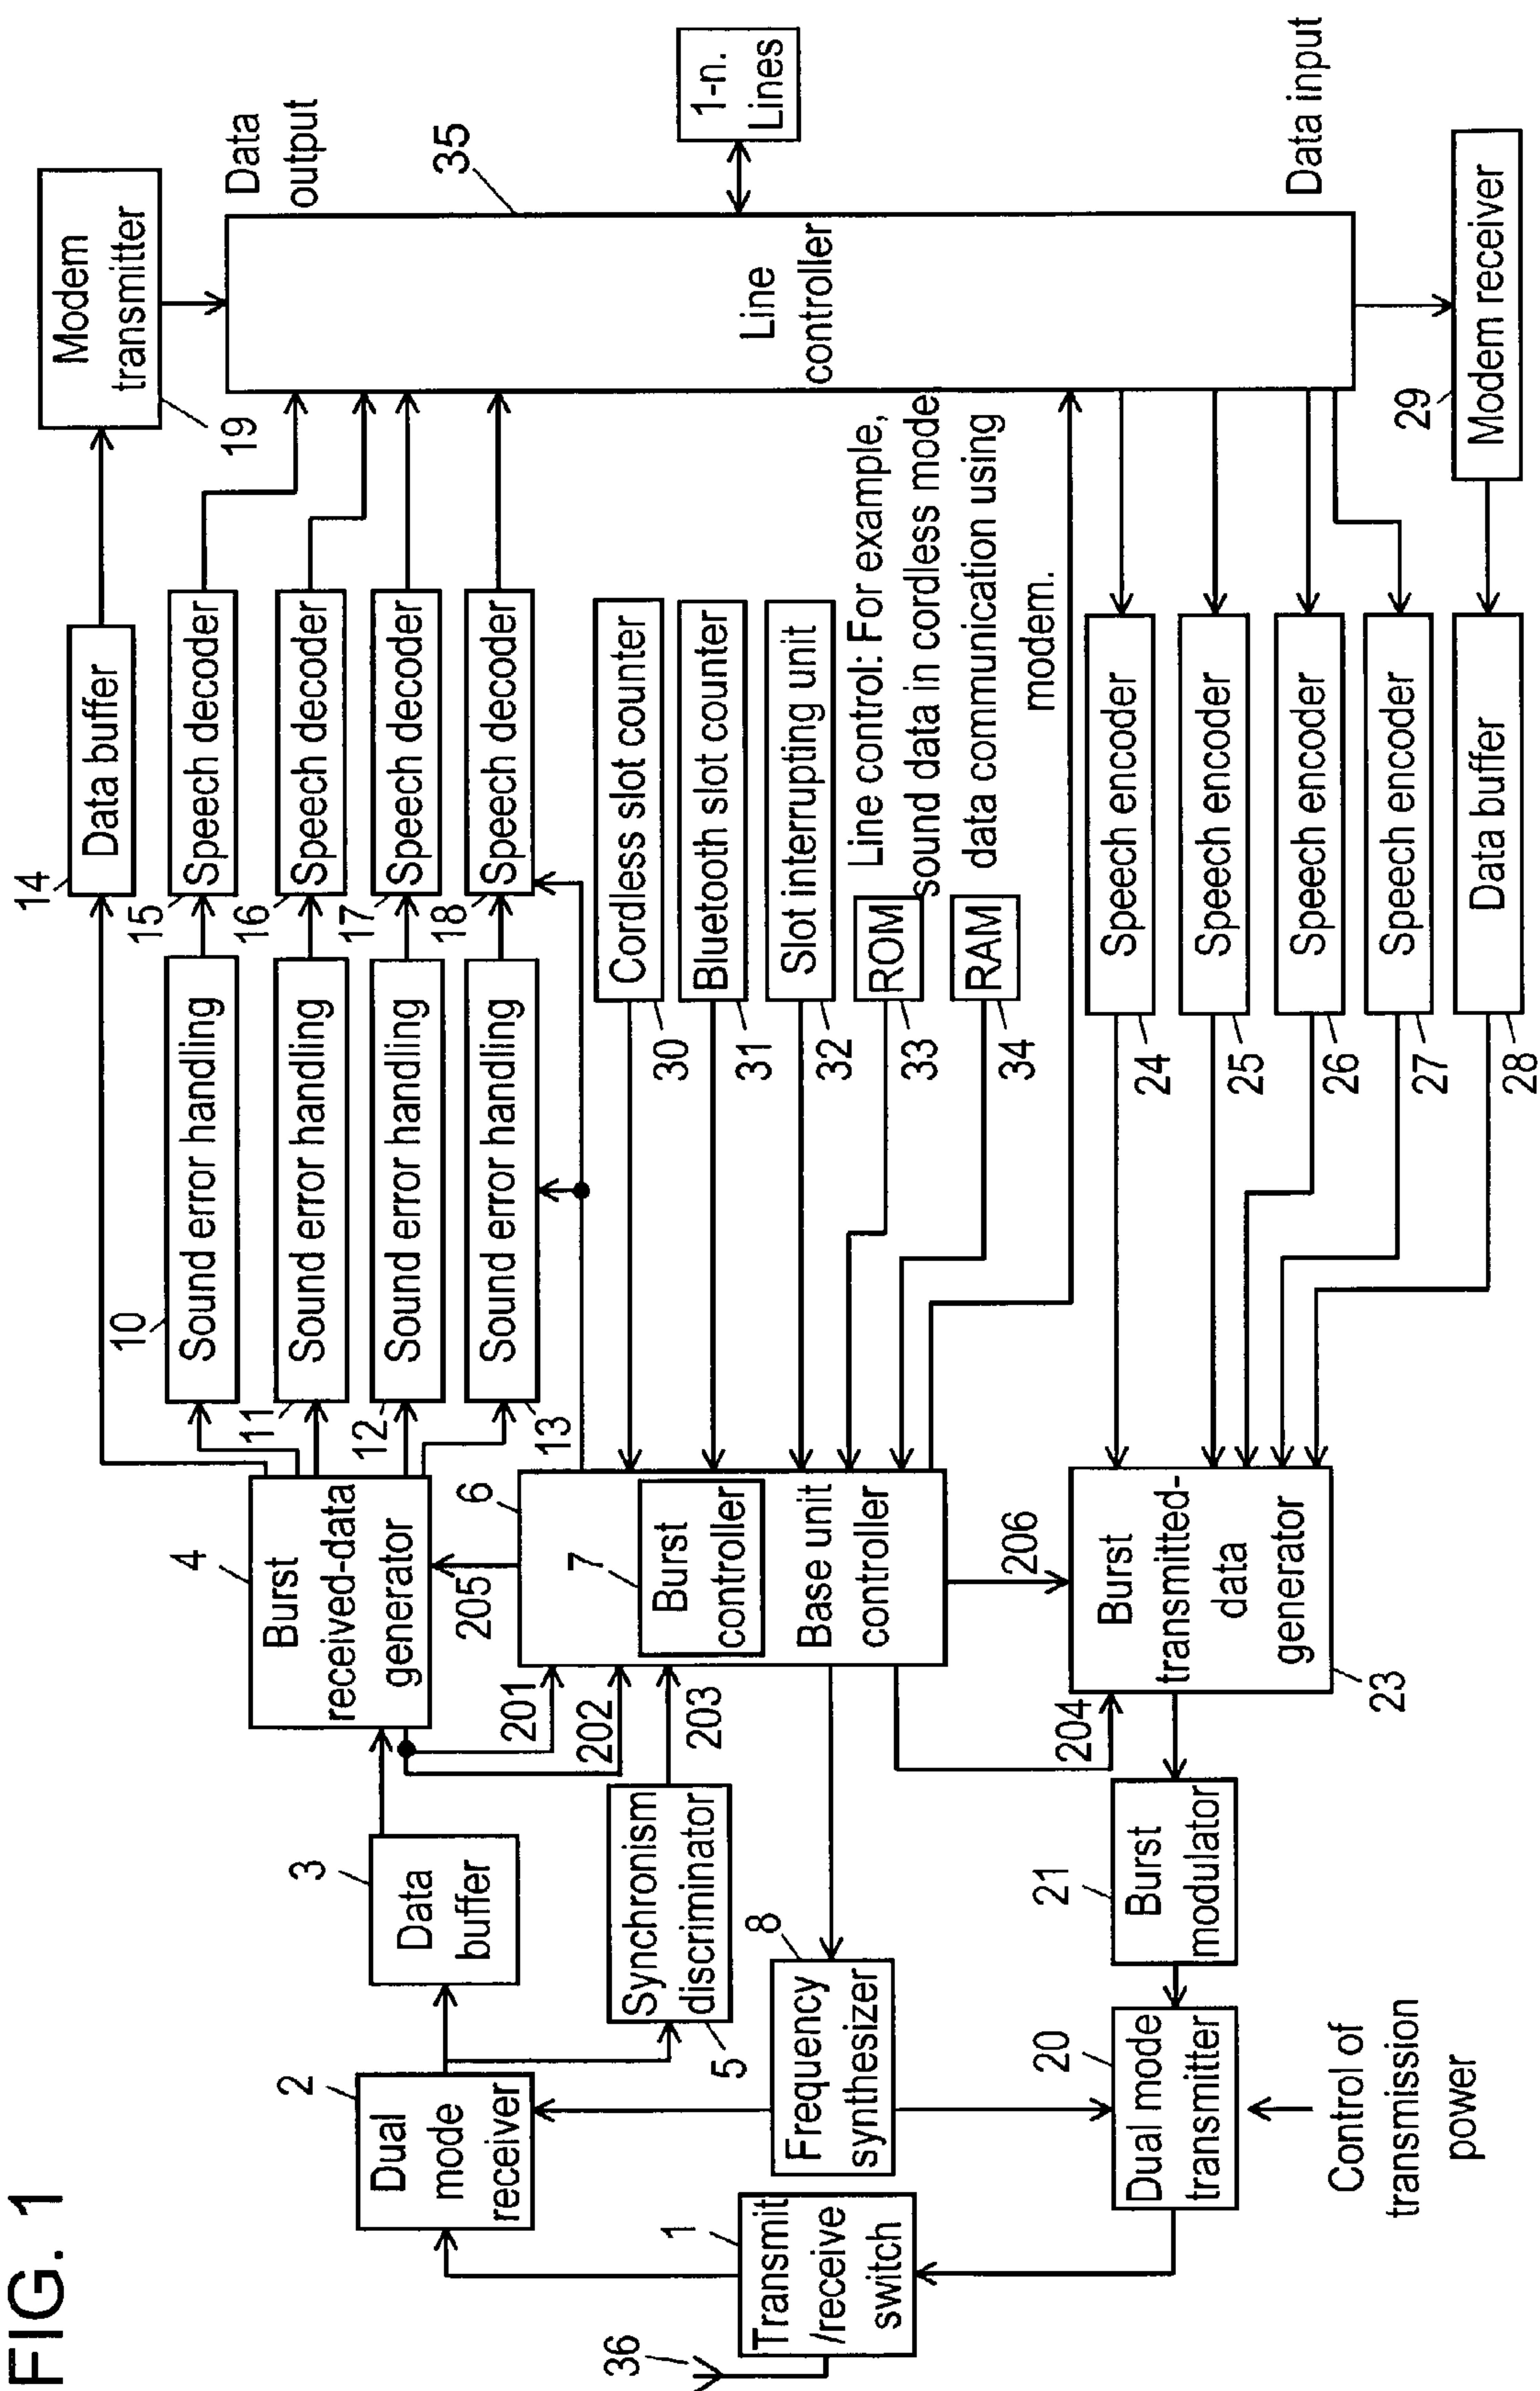 FIG. 1
36
1
Transmit
/receive
switch
2
Dual
mode
receiver
3
Data
buffer
4
Burst
received-data
generator
5
Synchronism
discriminator
201
202
203
205
6
7
Burst
controller
Base unit
controller
8
Frequency
synthesizer
204
206
20
Dual mode
transmitter
Control of
transmission
power
21
Burst
modulator
23
Burst
transmitted-
data
generator
10
Sound error handling
11
Sound error handling
12
Sound error handling
13
Sound error handling
14
Data buffer
15
Speech decoder
16
Speech decoder
17
Speech decoder
18
Speech decoder
19
Modem
transmitter
30
Cordless slot counter
31
Bluetooth slot counter
32
Slot interrupting unit
33
ROM
34
RAM
Line control: For example,
sound data in cordless mode
data communication using
modem.
24
Speech encoder
25
Speech encoder
26
Speech encoder
27
Speech encoder
28
Data buffer
29
Modem receiver
35
Line
controller
Data
output
1-n.
Lines
Data input